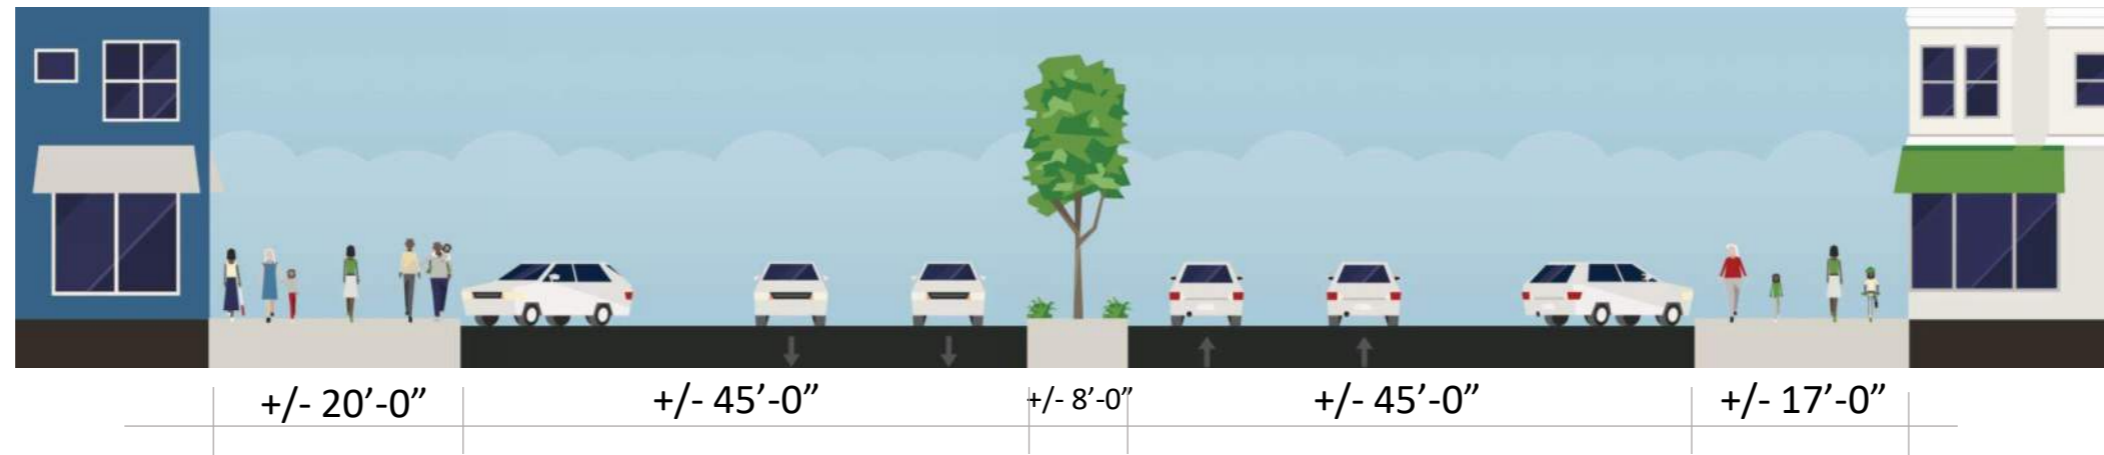 +/- 20’-0” +/- 45’-0” +/- 8’-0” +/- 45’-0” +/- 17’-0”